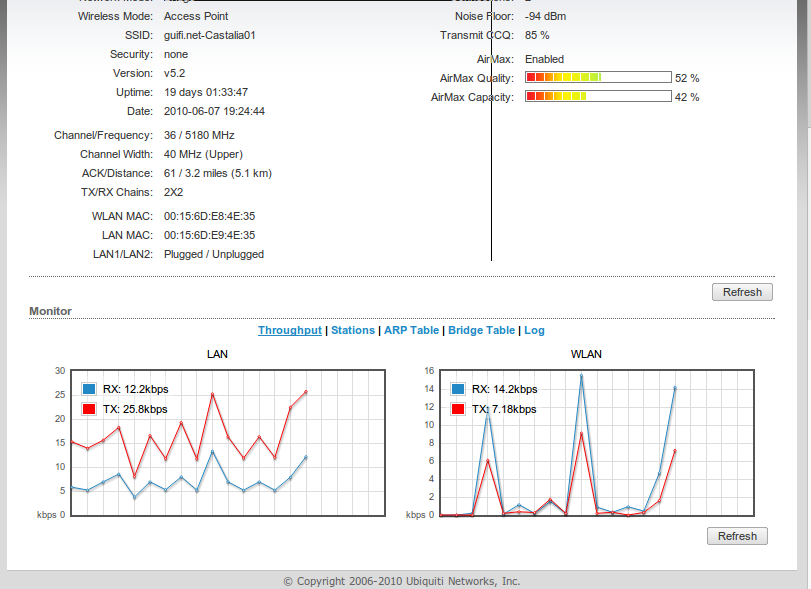 Wireless Mode: Access Point
SSID: guifi.net-Castalia01
Security: none
Version: v5.2
Uptime: 19 days 01:33:47
Date: 2010-06-07 19:24:44
Channel/Frequency: 36 / 5180 MHz
Channel Width: 40 MHz (Upper)
ACK/Distance: 61 / 3.2 miles (5.1 km)
TX/RX Chains: 2X2
WLAN MAC: 00:15:6D:E8:4E:35
LAN MAC: 00:15:6D:E9:4E:35
LAN1/LAN2: Plugged / Unplugged
Noise Floor: -94 dBm
Transmit CCQ: 85 %
AirMax: Enabled
AirMax Quality: 52 %
AirMax Capacity: 42 %
Refresh
Monitor
Throughput | Stations | ARP Table | Bridge Table | Log
LAN
30
25
20
15
10
5
kbps 0
RX: 12.2kbps
TX: 25.8kbps
WLAN
16
14
12
10
8
6
4
2
kbps 0
RX: 14.2kbps
TX: 7.18kbps
Refresh
© Copyright 2006-2010 Ubiquiti Networks, Inc.